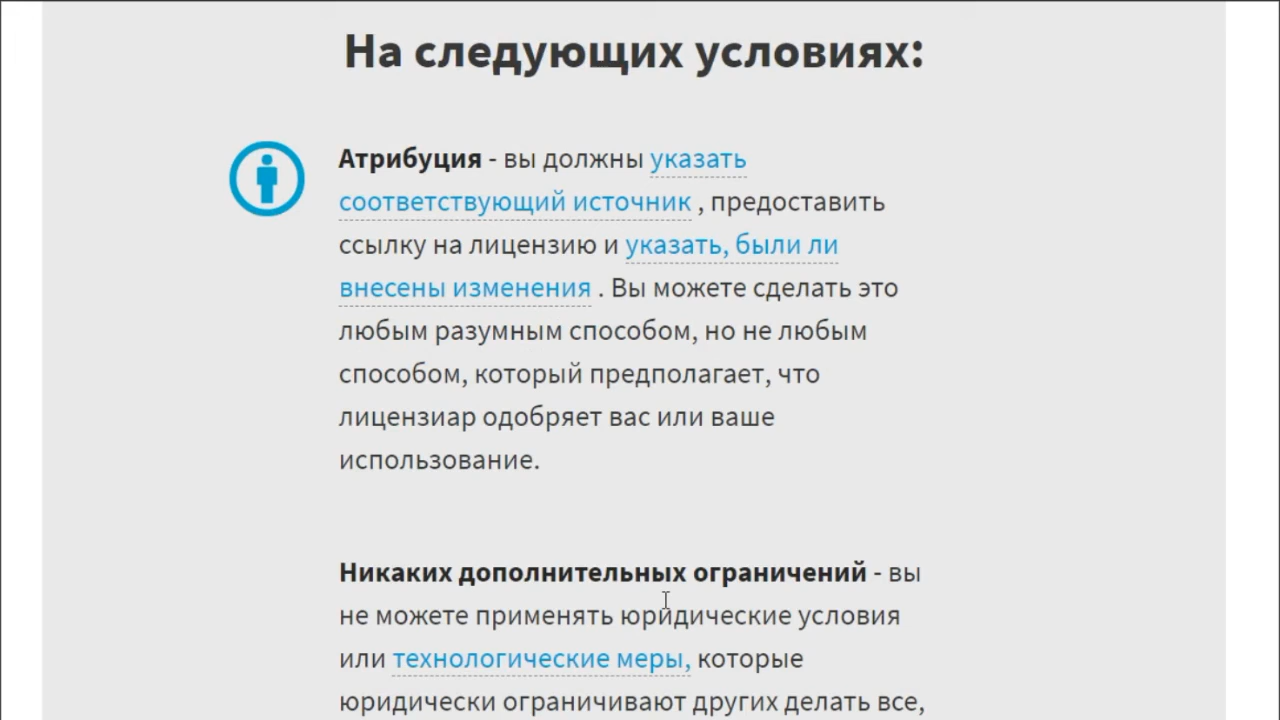 На следующих условиях:
Атрибуция - вы должны указать
соответствующий источник , предоставить
ссылку на лицензию и указать, были ли
внесены изменения . Вы можете сделать это
любым разумным способом, но не любым
способом, который предполагает, что
лицензиар одобряет вас или ваше
использование.
Никаких дополнительных ограничений - вы
не можете применять юридические условия
или технологические меры, которые
юридически ограничивают других делать все,